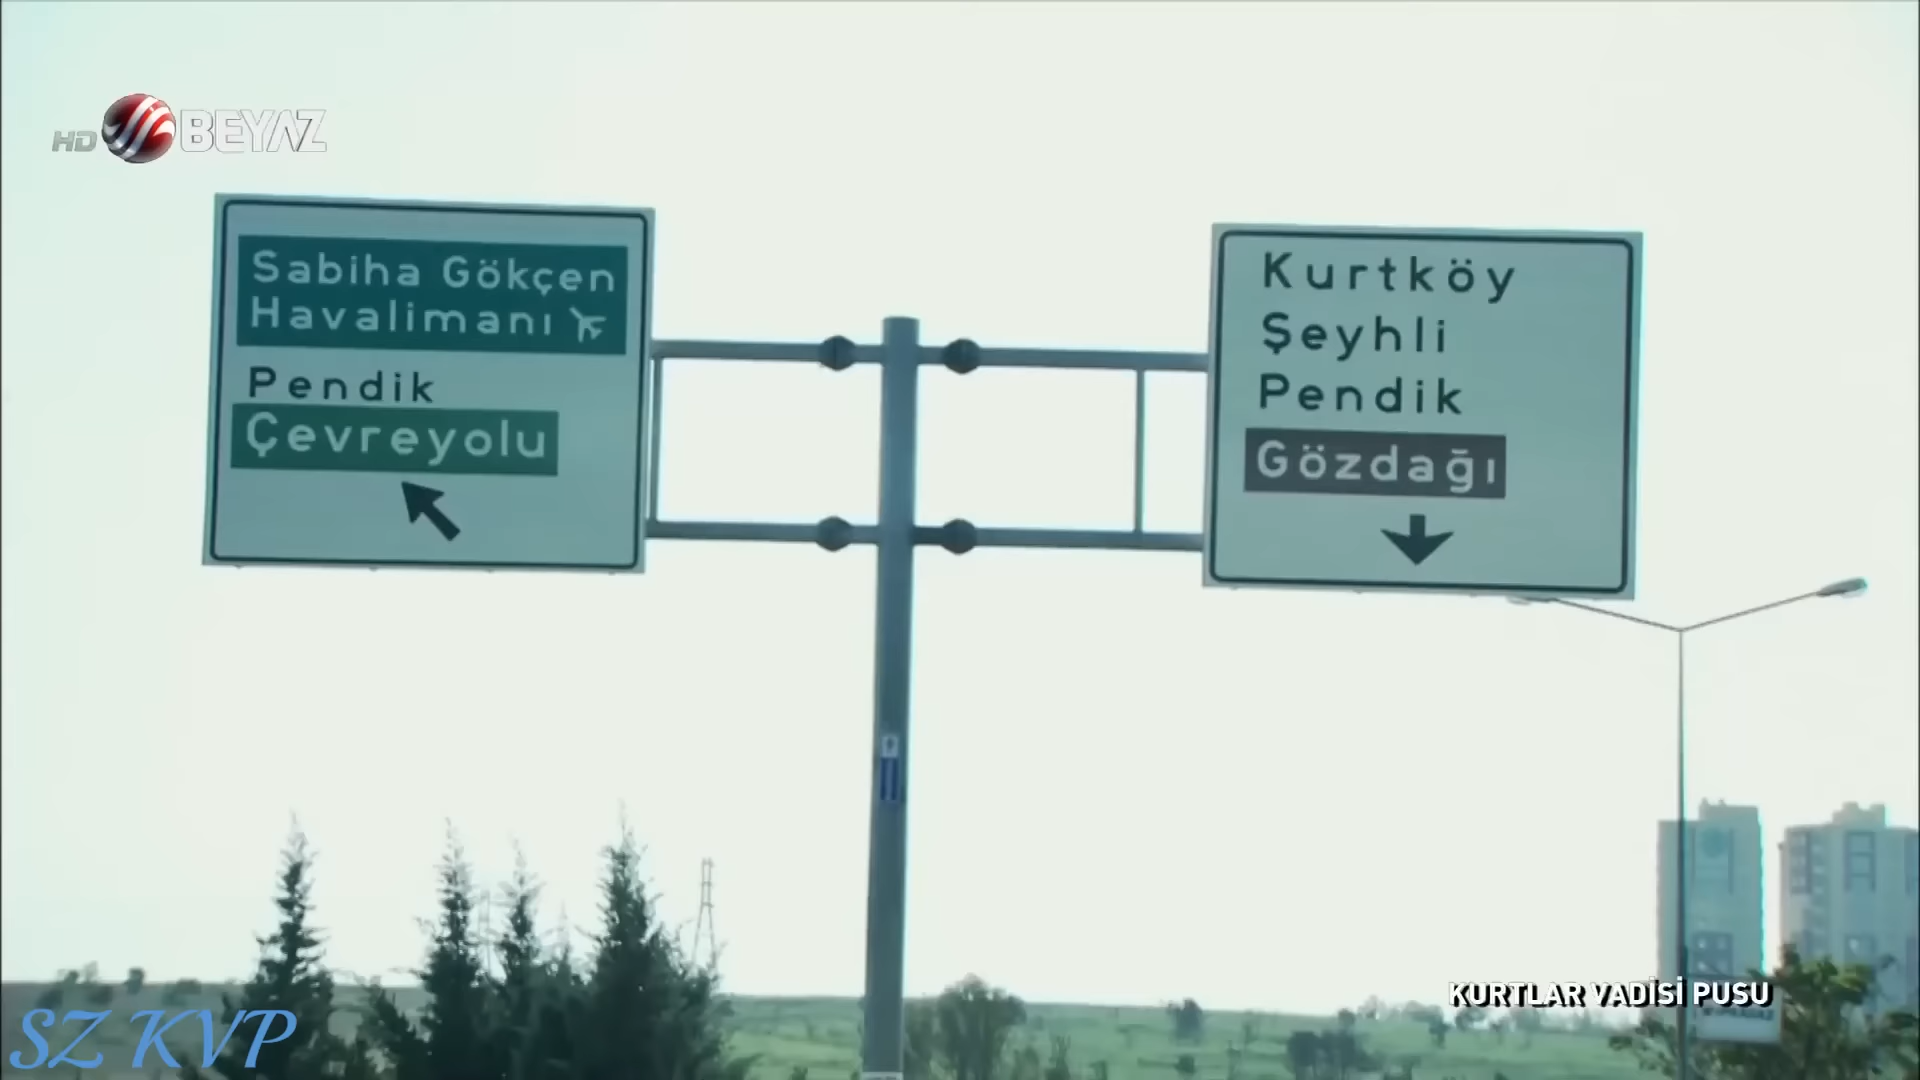 HD BEYAZ
Sabiha Gökçen
Havalimanı
Pendik
Çevreyolu
Kurtköy
Şeyhli
Pendik
Gözdağı
KURTLAR VADİSİ PUSU
SZ KVP